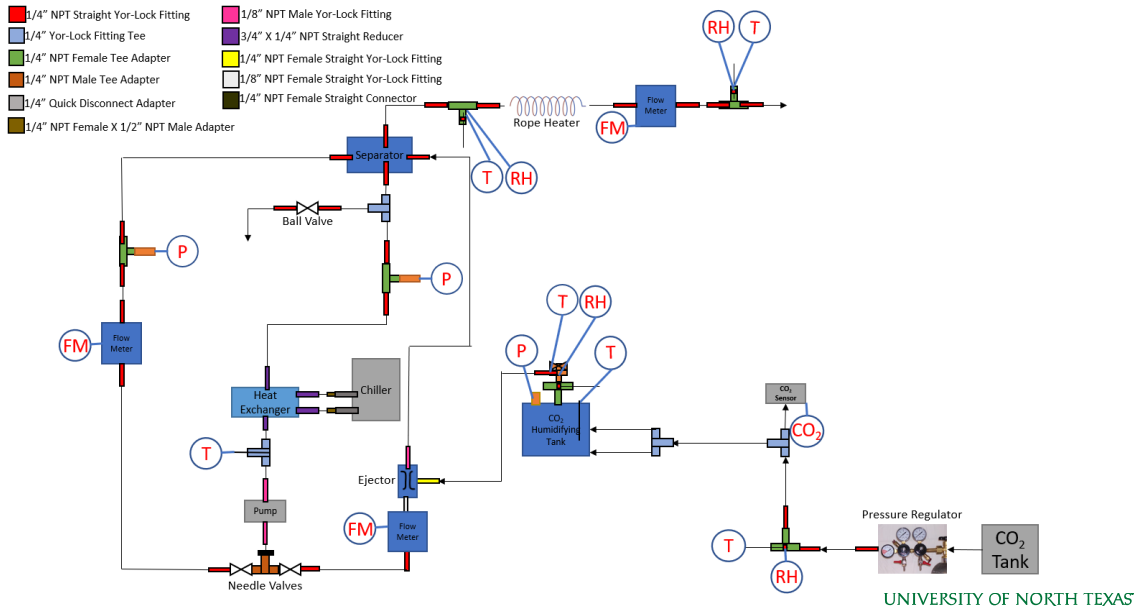 1/4” NPT Straight Yor-Lock Fitting
1/4” Yor-Lock Fitting Tee
1/4” NPT Female Tee Adapter
1/4” NPT Male Tee Adapter
1/4” Quick Disconnect Adapter
1/4” NPT Female X 1/2” NPT Male Adapter
1/8” NPT Male Yor-Lock Fitting
3/4” X 1/4” NPT Straight Reducer
1/4” NPT Female Straight Yor-Lock Fitting
1/8” NPT Female Straight Yor-Lock Fitting
1/4” NPT Female Straight Connector
RH
T
Flow
Meter
FM
Rope Heater
Separator
T
RH
Ball Valve
P
P
FM
Flow
Meter
T
RH
P
T
Chiller
Heat
Exchanger
CO2
Humidifying
Tank
CO2
Sensor
CO2
T
Ejector
Pump
FM
Flow
Meter
Needle Valves
Pressure Regulator
T
RH
CO2
Tank
UNIVERSITY OF NORTH TEXAS